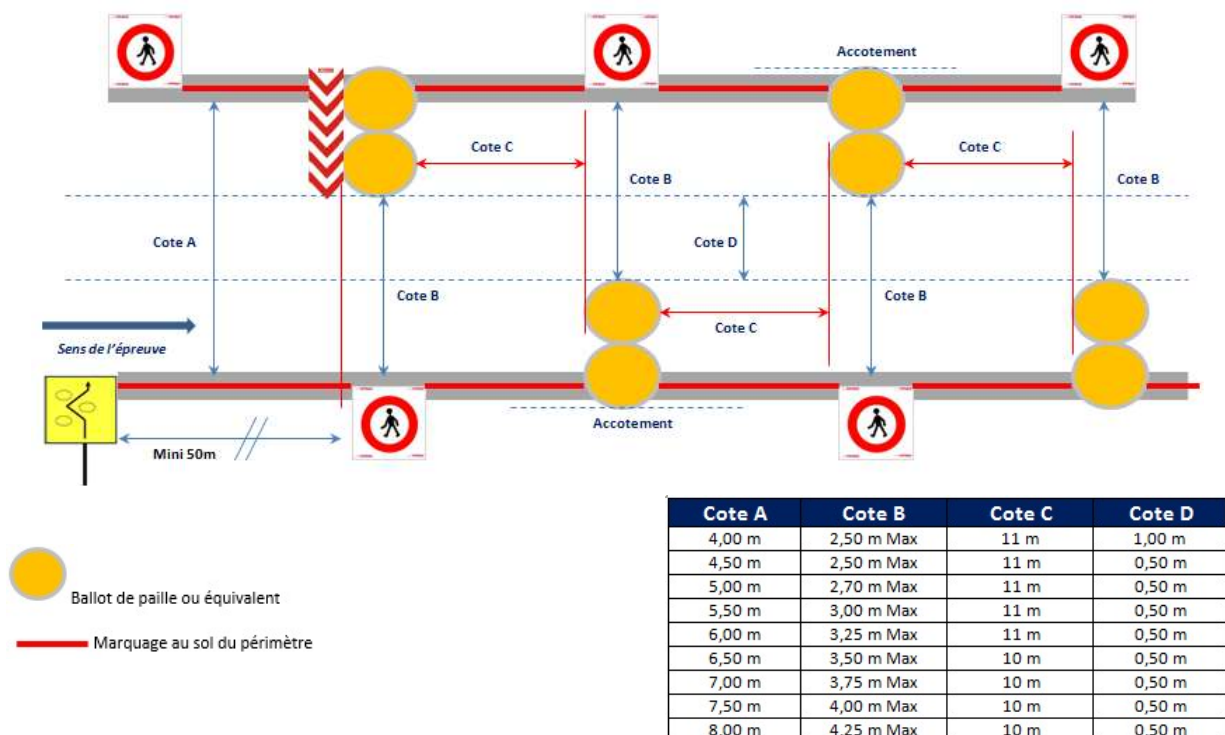 Accotement
Cote C
Cote C
Cote B
Cote B
Cote A
Cote D
Cote B
Cote B
Cote C
Sens de l'épreuve
Accotement
Mini 50m
Cote A Cote B Cote C Cote D
4,00 m 2,50 m Max 11 m 1,00 m
4,50 m 2,50 m Max 11 m 0,50 m
5,00 m 2,70 m Max 11 m 0,50 m
5,50 m 3,00 m Max 11 m 0,50 m
6,00 m 3,25 m Max 11 m 0,50 m
6,50 m 3,50 m Max 10 m 0,50 m
7,00 m 3,75 m Max 10 m 0,50 m
7,50 m 4,00 m Max 10 m 0,50 m
8,00 m 4,25 m Max 10 m 0,50 m
Ballot de paille ou équivalent
Marquage au sol du périmètre